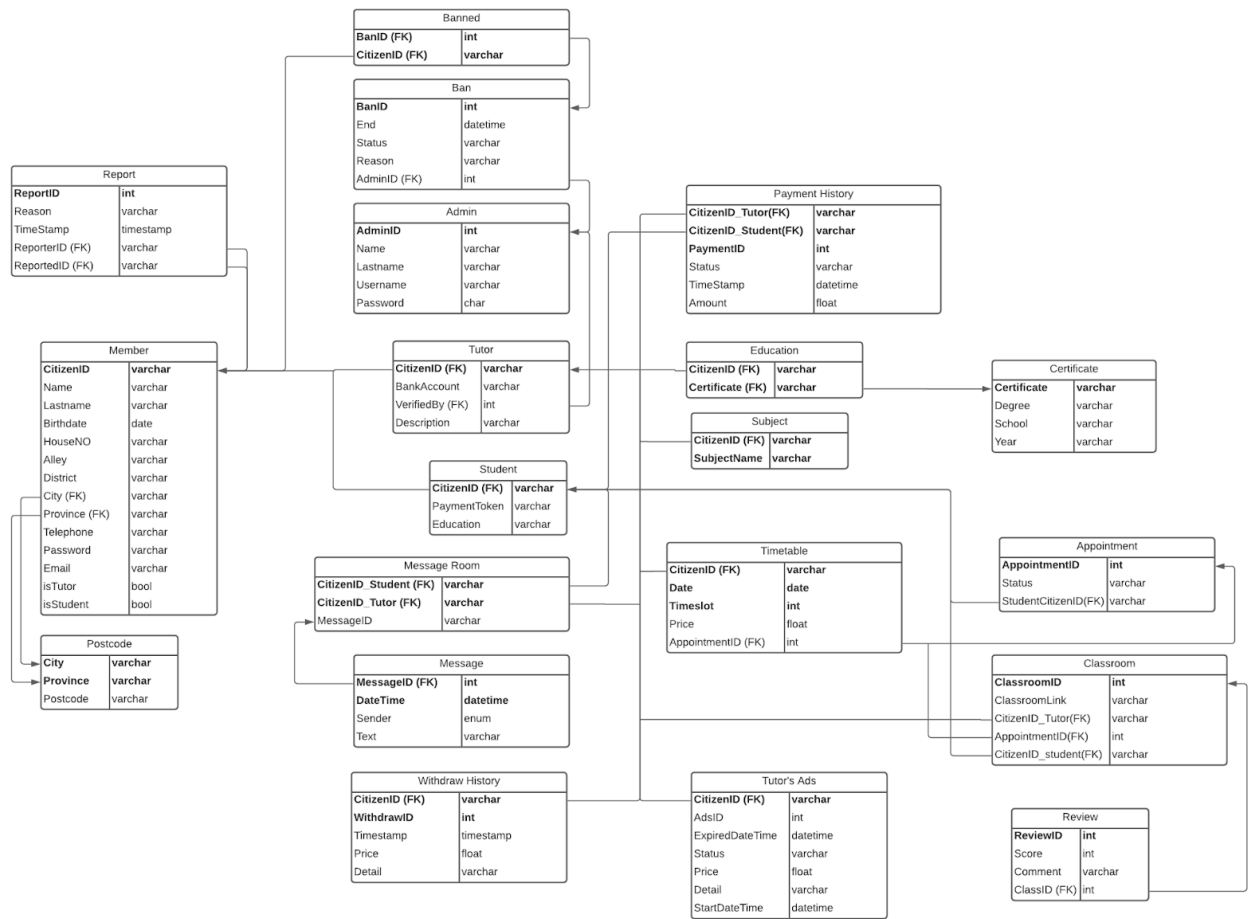 Banned
BanID (FK) int
CitizenID (FK) varchar
Ban
BanID int
End datetime
Status varchar
Reason varchar
AdminID (FK) int
Report
ReportID int
Reason varchar
TimeStamp timestamp
ReporterID (FK) varchar
ReportedID (FK) varchar
Admin
AdminID int
Name varchar
Lastname varchar
Username varchar
Password char
Payment History
CitizenID_Tutor(FK) varchar
CitizenID_Student(FK) varchar
PaymentID int
Status varchar
TimeStamp datetime
Amount float
Member
CitizenID varchar
Name varchar
Lastname varchar
Birthdate date
HouseNO varchar
Alley varchar
District varchar
City (FK) varchar
Province (FK) varchar
Telephone varchar
Password varchar
Email varchar
isTutor bool
isStudent bool
Tutor
CitizenID (FK) varchar
BankAccount varchar
VerifiedBy (FK) int
Description varchar
Education
CitizenID (FK) varchar
Certificate (FK) varchar
Certificate
Certificate varchar
Degree varchar
School varchar
Year varchar
Subject
CitizenID (FK) varchar
SubjectName varchar
Student
CitizenID (FK) varchar
PaymentToken varchar
Education varchar
Message Room
CitizenID_Student (FK) varchar
CitizenID_Tutor (FK) varchar
MessageID varchar
Timetable
CitizenID (FK) varchar
Date date
Timeslot int
Price float
AppointmentID (FK) int
Appointment
AppointmentID int
Status varchar
StudentCitizenID(FK) varchar
Postcode
City varchar
Province varchar
Postcode varchar
Message
MessageID (FK) int
DateTime datetime
Sender enum
Text varchar
Classroom
ClassroomID int
ClassroomLink varchar
CitizenID_Tutor(FK) varchar
AppointmentID(FK) int
CitizenID_student(FK) varchar
Withdraw History
CitizenID (FK) varchar
WithdrawID int
Timestamp timestamp
Price float
Detail varchar
Tutor's Ads
CitizenID (FK) varchar
AdsID int
ExpiredDateTime datetime
Status varchar
Price float
Detail varchar
StartDateTime datetime
Review
ReviewID int
Score int
Comment varchar
ClassID (FK) int